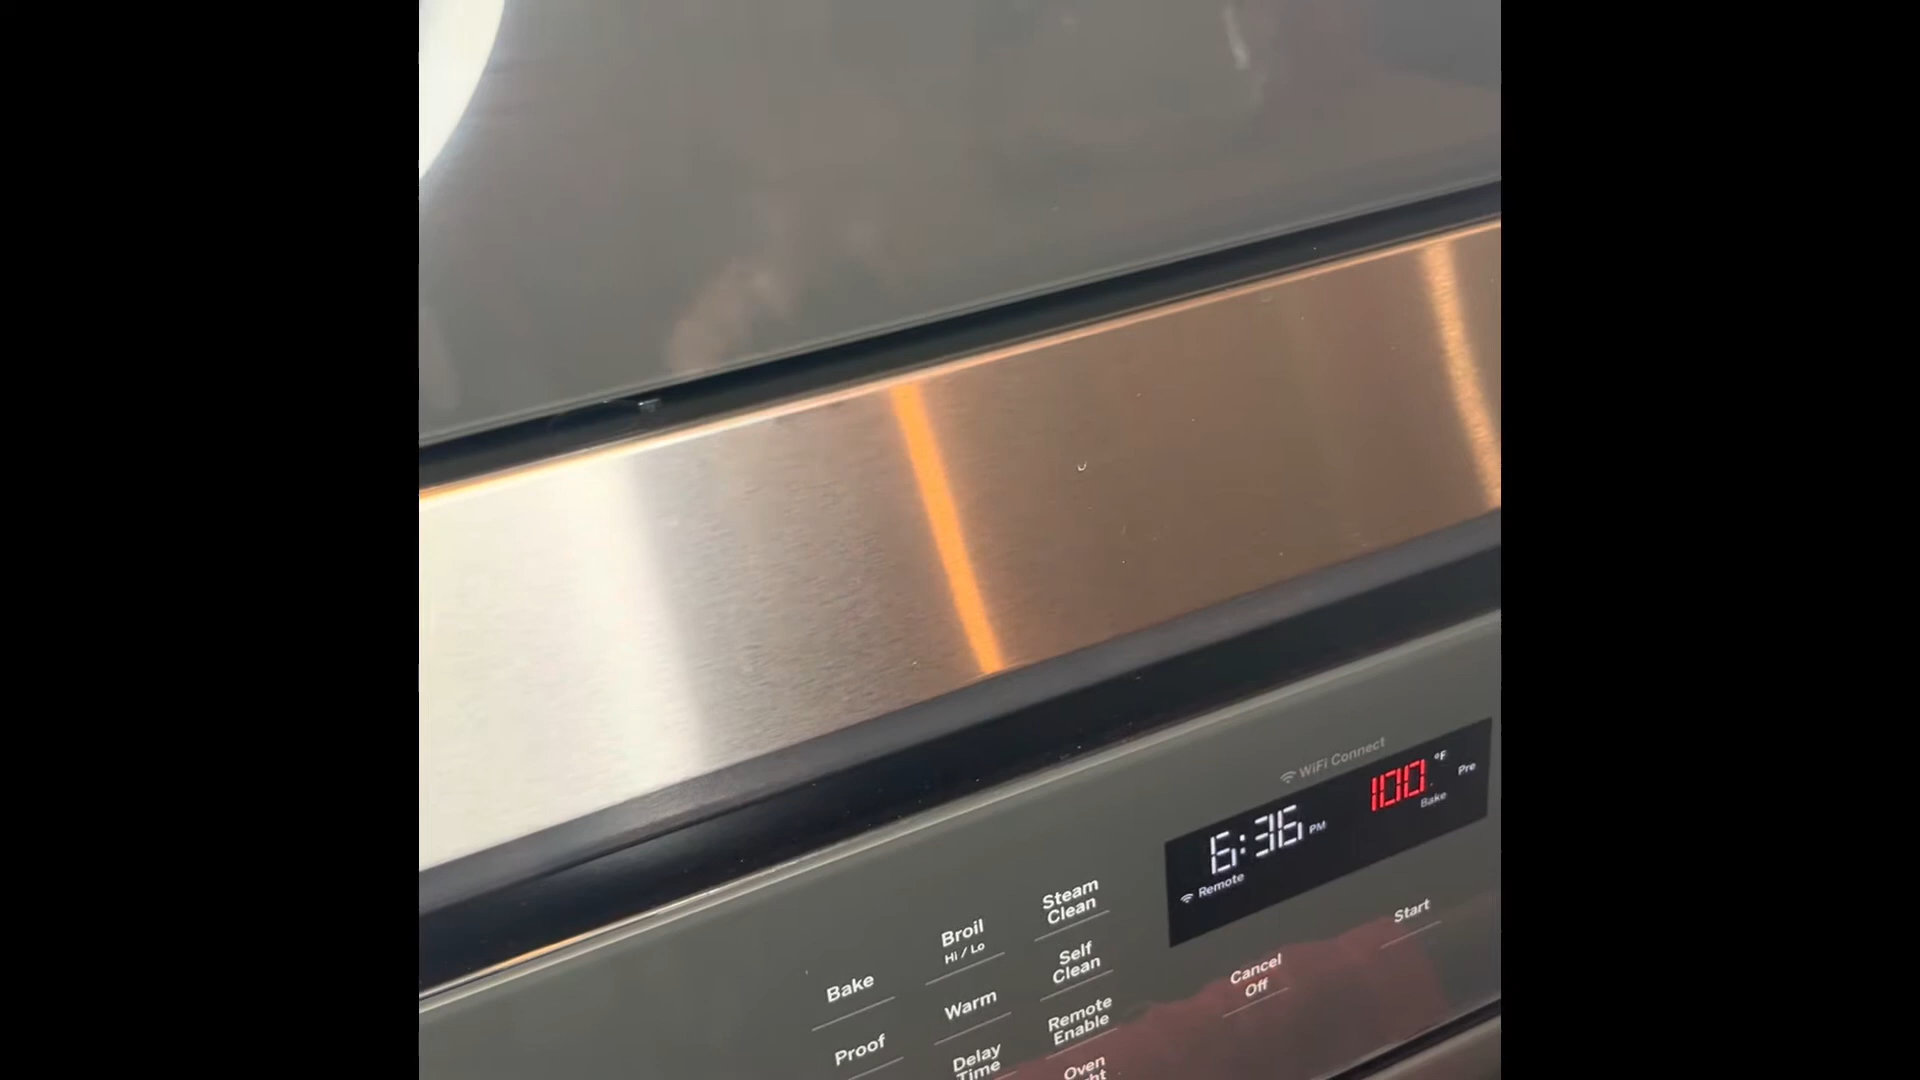 WiFi Connect
100 °F Pre
Bake
6:36 PM
Remote
Steam
Clean
Broil
Hi / Lo
Bake
Self
Clean
Warm
Proof
Remote
Enable
Delay
Time
Oven
Start
Cancel
Off